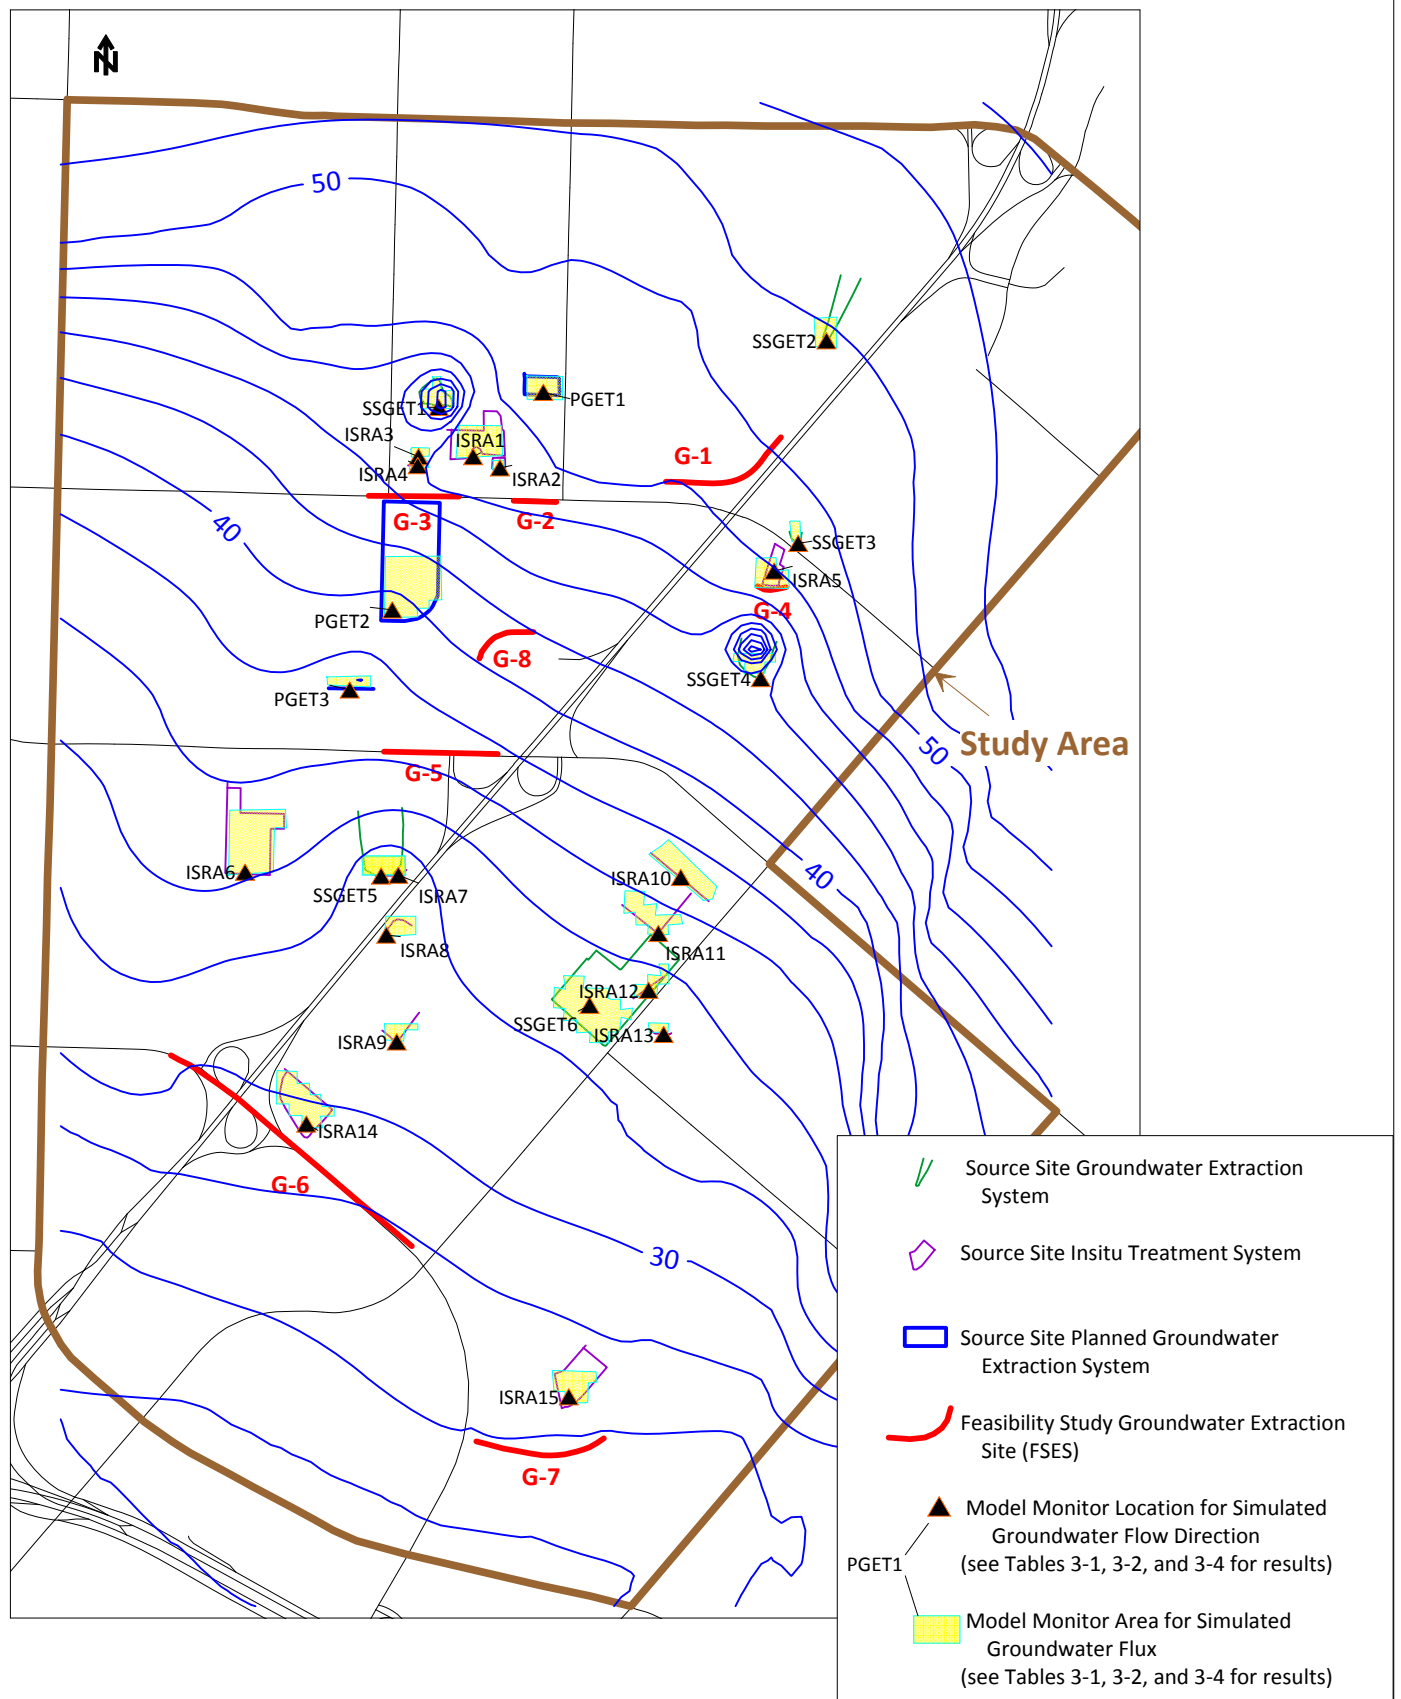 N
50
SSGET2
PGET1
SSGET1
ISRA3
ISRA1
ISRA4
ISRA2
G-1
G-3
G-2
40
SSGET3
ISRA5
G-4
PGET2
G-8
SSGET4
PGET3
50
Study Area
G-5
ISRA6
SSGET5
ISRA7
ISRA10
40
ISRA8
ISRA11
ISRA12
SSGET6
ISRA13
ISRA9
ISRA14
G-6
30
ISRA15
G-7
Source Site Groundwater Extraction
System
Source Site Insitu Treatment System
Source Site Planned Groundwater
Extraction System
Feasibility Study Groundwater Extraction
Site (FSES)
Model Monitor Location for Simulated
Groundwater Flow Direction
(see Tables 3-1, 3-2, and 3-4 for results)
PGET1
Model Monitor Area for Simulated
Groundwater Flux
(see Tables 3-1, 3-2, and 3-4 for results)